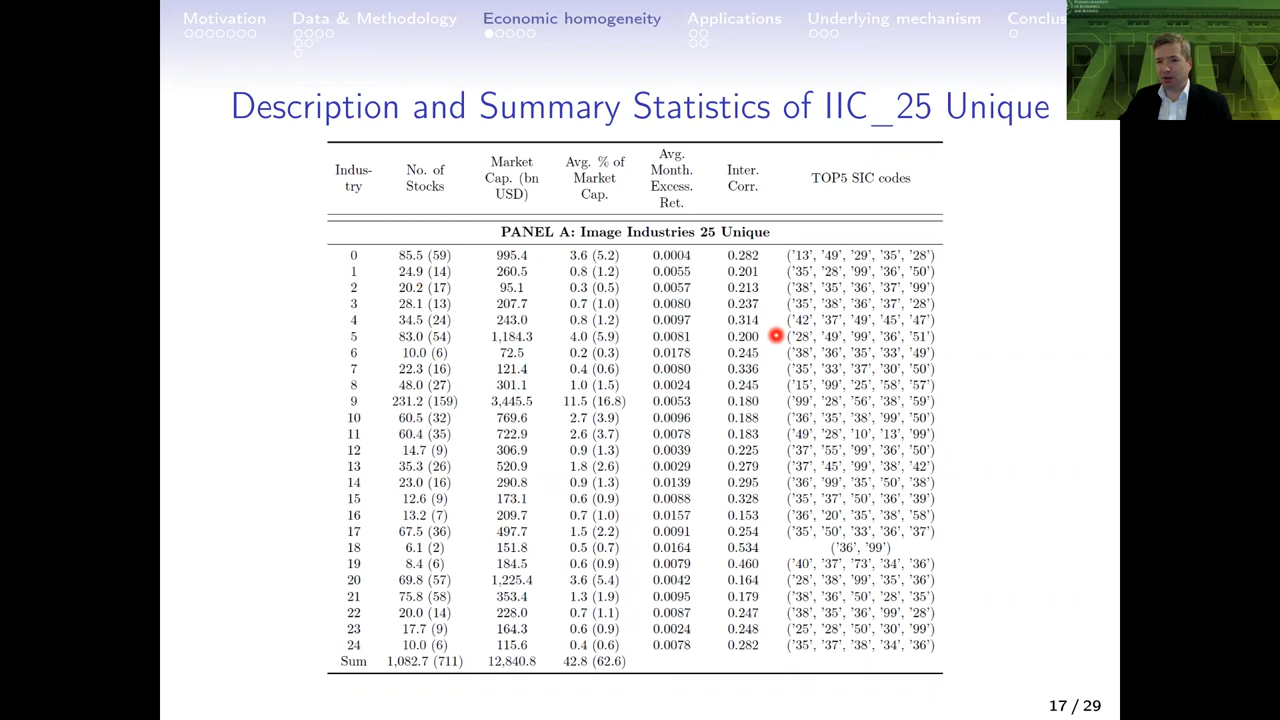 Motivation Data & Methodology Economic homogeneity Applications Underlying mechanism Conclus
Description and Summary Statistics of IIC_25 Unique
Indus-
try
No. of
Stocks
Market
Cap. (bn
USD)
Avg. % of
Market
Cap.
Avg.
Month.
Excess.
Ret.
Inter.
Corr.
TOP5 SIC codes
PANEL A: Image Industries 25 Unique
0 85.5 (59) 995.4 3.6 (5.2) 0.0004 0.282 ('13', '49', '29', '35', '28')
1 24.9 (14) 260.5 0.8 (1.2) 0.0055 0.201 ('35', '28', '99', '36', '50')
2 20.2 (17) 95.1 0.3 (0.5) 0.0057 0.213 ('38', '35', '36', '37', '99')
3 28.1 (13) 207.7 0.7 (1.0) 0.0080 0.237 ('35', '38', '36', '37', '28')
4 34.5 (24) 243.0 0.8 (1.2) 0.0097 0.314 ('42', '37', '49', '45', '47')
5 83.0 (54) 1,184.3 4.0 (5.9) 0.0081 0.200 ('28', '49', '99', '36', '51')
6 10.0 (6) 72.5 0.2 (0.3) 0.0178 0.245 ('38', '36', '35', '33', '49')
7 22.3 (16) 121.4 0.4 (0.6) 0.0080 0.336 ('35', '33', '37', '30', '50')
8 48.0 (27) 301.1 1.0 (1.5) 0.0024 0.245 ('15', '99', '25', '58', '57')
9 231.2 (159) 3,445.5 11.5 (16.8) 0.0053 0.180 ('99', '28', '56', '38', '59')
10 60.5 (32) 769.6 2.7 (3.9) 0.0096 0.188 ('36', '35', '38', '99', '50')
11 60.4 (35) 722.9 2.6 (3.7) 0.0078 0.183 ('49', '28', '10', '13', '99')
12 14.7 (9) 306.9 0.9 (1.3) 0.0039 0.225 ('37', '55', '99', '36', '50')
13 35.3 (26) 520.9 1.8 (2.6) 0.0029 0.279 ('37', '45', '99', '38', '42')
14 23.0 (16) 290.8 0.9 (1.3) 0.0139 0.295 ('36', '99', '35', '50', '38')
15 12.6 (9) 173.1 0.6 (0.9) 0.0088 0.328 ('35', '37', '50', '36', '39')
16 13.2 (7) 209.7 0.7 (1.0) 0.0157 0.153 ('36', '20', '35', '38', '58')
17 67.5 (36) 497.7 1.5 (2.2) 0.0091 0.254 ('35', '50', '33', '36', '37')
18 6.1 (2) 151.8 0.5 (0.7) 0.0164 0.534 ('36', '99')
19 8.4 (6) 184.5 0.6 (0.9) 0.0079 0.460 ('40', '37', '73', '34', '36')
20 69.8 (57) 1,225.4 3.6 (5.4) 0.0042 0.164 ('28', '38', '99', '35', '36')
21 75.8 (58) 353.4 1.3 (1.9) 0.0095 0.179 ('38', '36', '50', '28', '35')
22 20.0 (14) 228.0 0.7 (1.1) 0.0087 0.247 ('38', '35', '36', '99', '28')
23 17.7 (9) 164.3 0.6 (0.9) 0.0024 0.248 ('25', '28', '50', '30', '99')
24 10.0 (6) 115.6 0.4 (0.6) 0.0078 0.282 ('35', '37', '38', '34', '36')
Sum 1,082.7 (711) 12,840.8 42.8 (62.6)
17 / 29